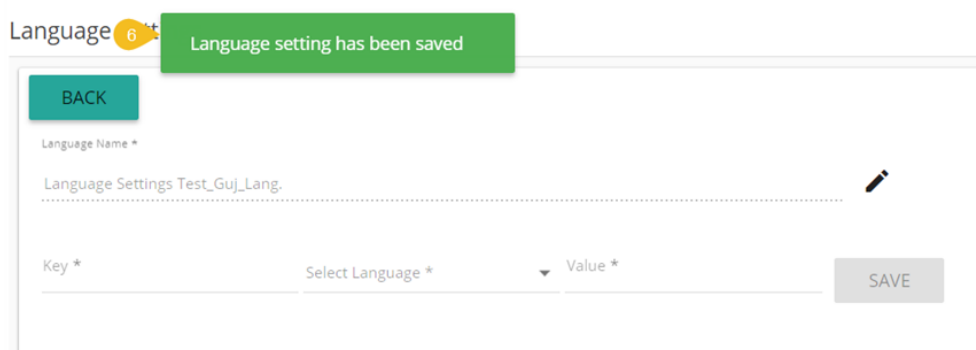 Language
6
Language setting has been saved
BACK
Language Name *
Language Settings Test_Guj_Lang.
Key *
Select Language *
Value *
SAVE